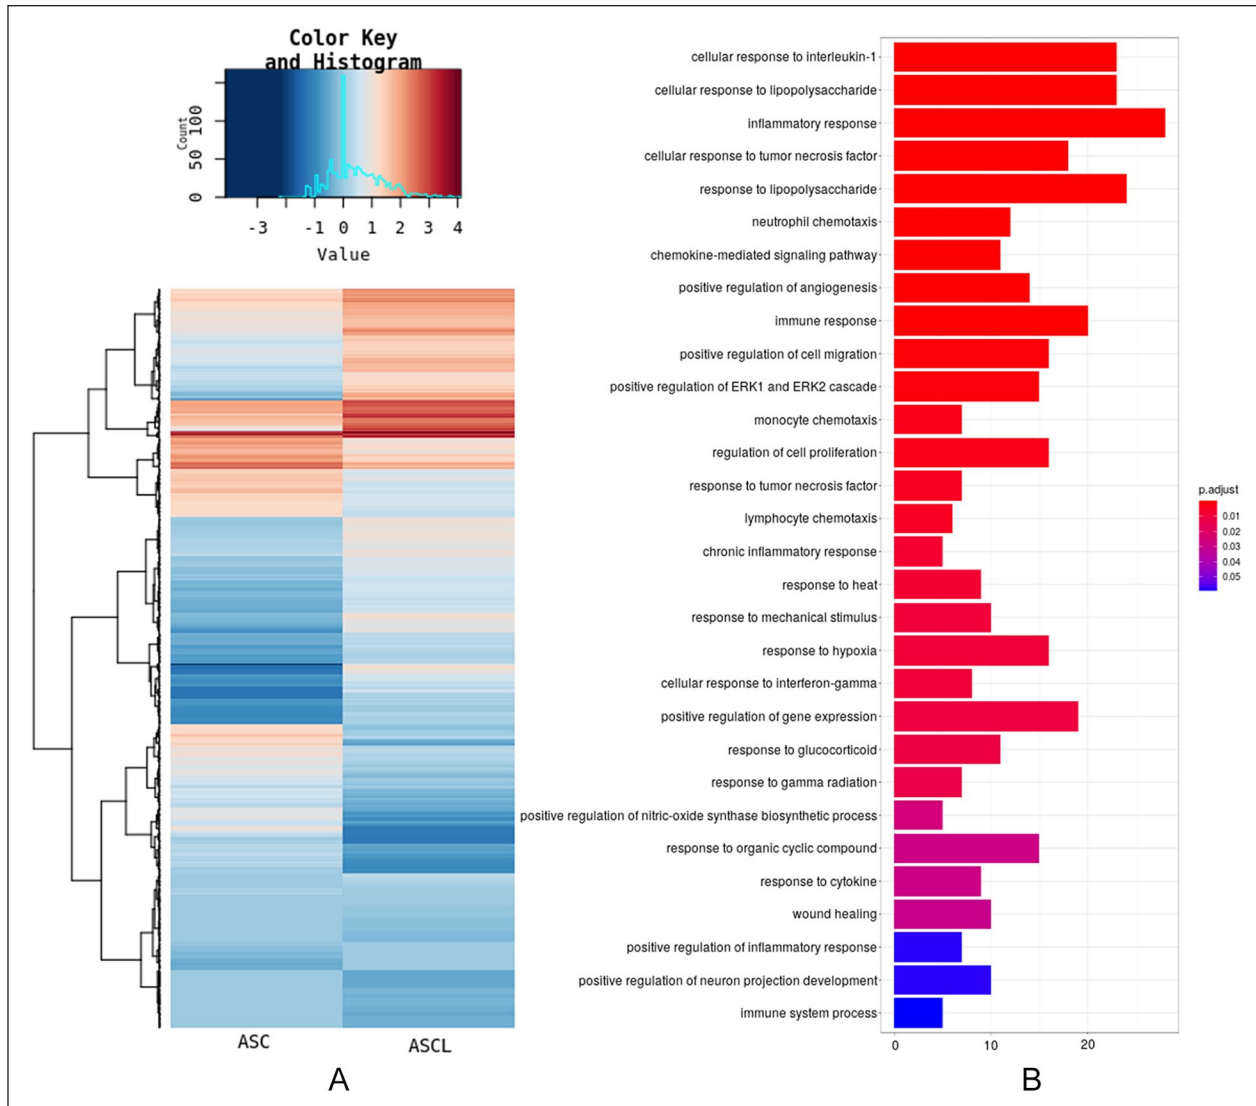 Color Key
and Histogram
Count
0 50 100
-3 -1 0 1 2 3 4
Value
ASC
ASCL
A
cellular response to interleukin-1
cellular response to lipopolysaccharide
inflammatory response
cellular response to tumor necrosis factor
response to lipopolysaccharide
neutrophil chemotaxis
chemokine-mediated signaling pathway
positive regulation of angiogenesis
immune response
positive regulation of cell migration
positive regulation of ERK1 and ERK2 cascade
monocyte chemotaxis
regulation of cell proliferation
response to tumor necrosis factor
lymphocyte chemotaxis
chronic inflammatory response
response to heat
response to mechanical stimulus
response to hypoxia
cellular response to interferon-gamma
positive regulation of gene expression
response to glucocorticoid
response to gamma radiation
positive regulation of nitric-oxide synthase biosynthetic process
response to organic cyclic compound
response to cytokine
wound healing
positive regulation of inflammatory response
positive regulation of neuron projection development
immune system process
0 10 20
p.adjust
0.01
0.02
0.03
0.04
0.05
B